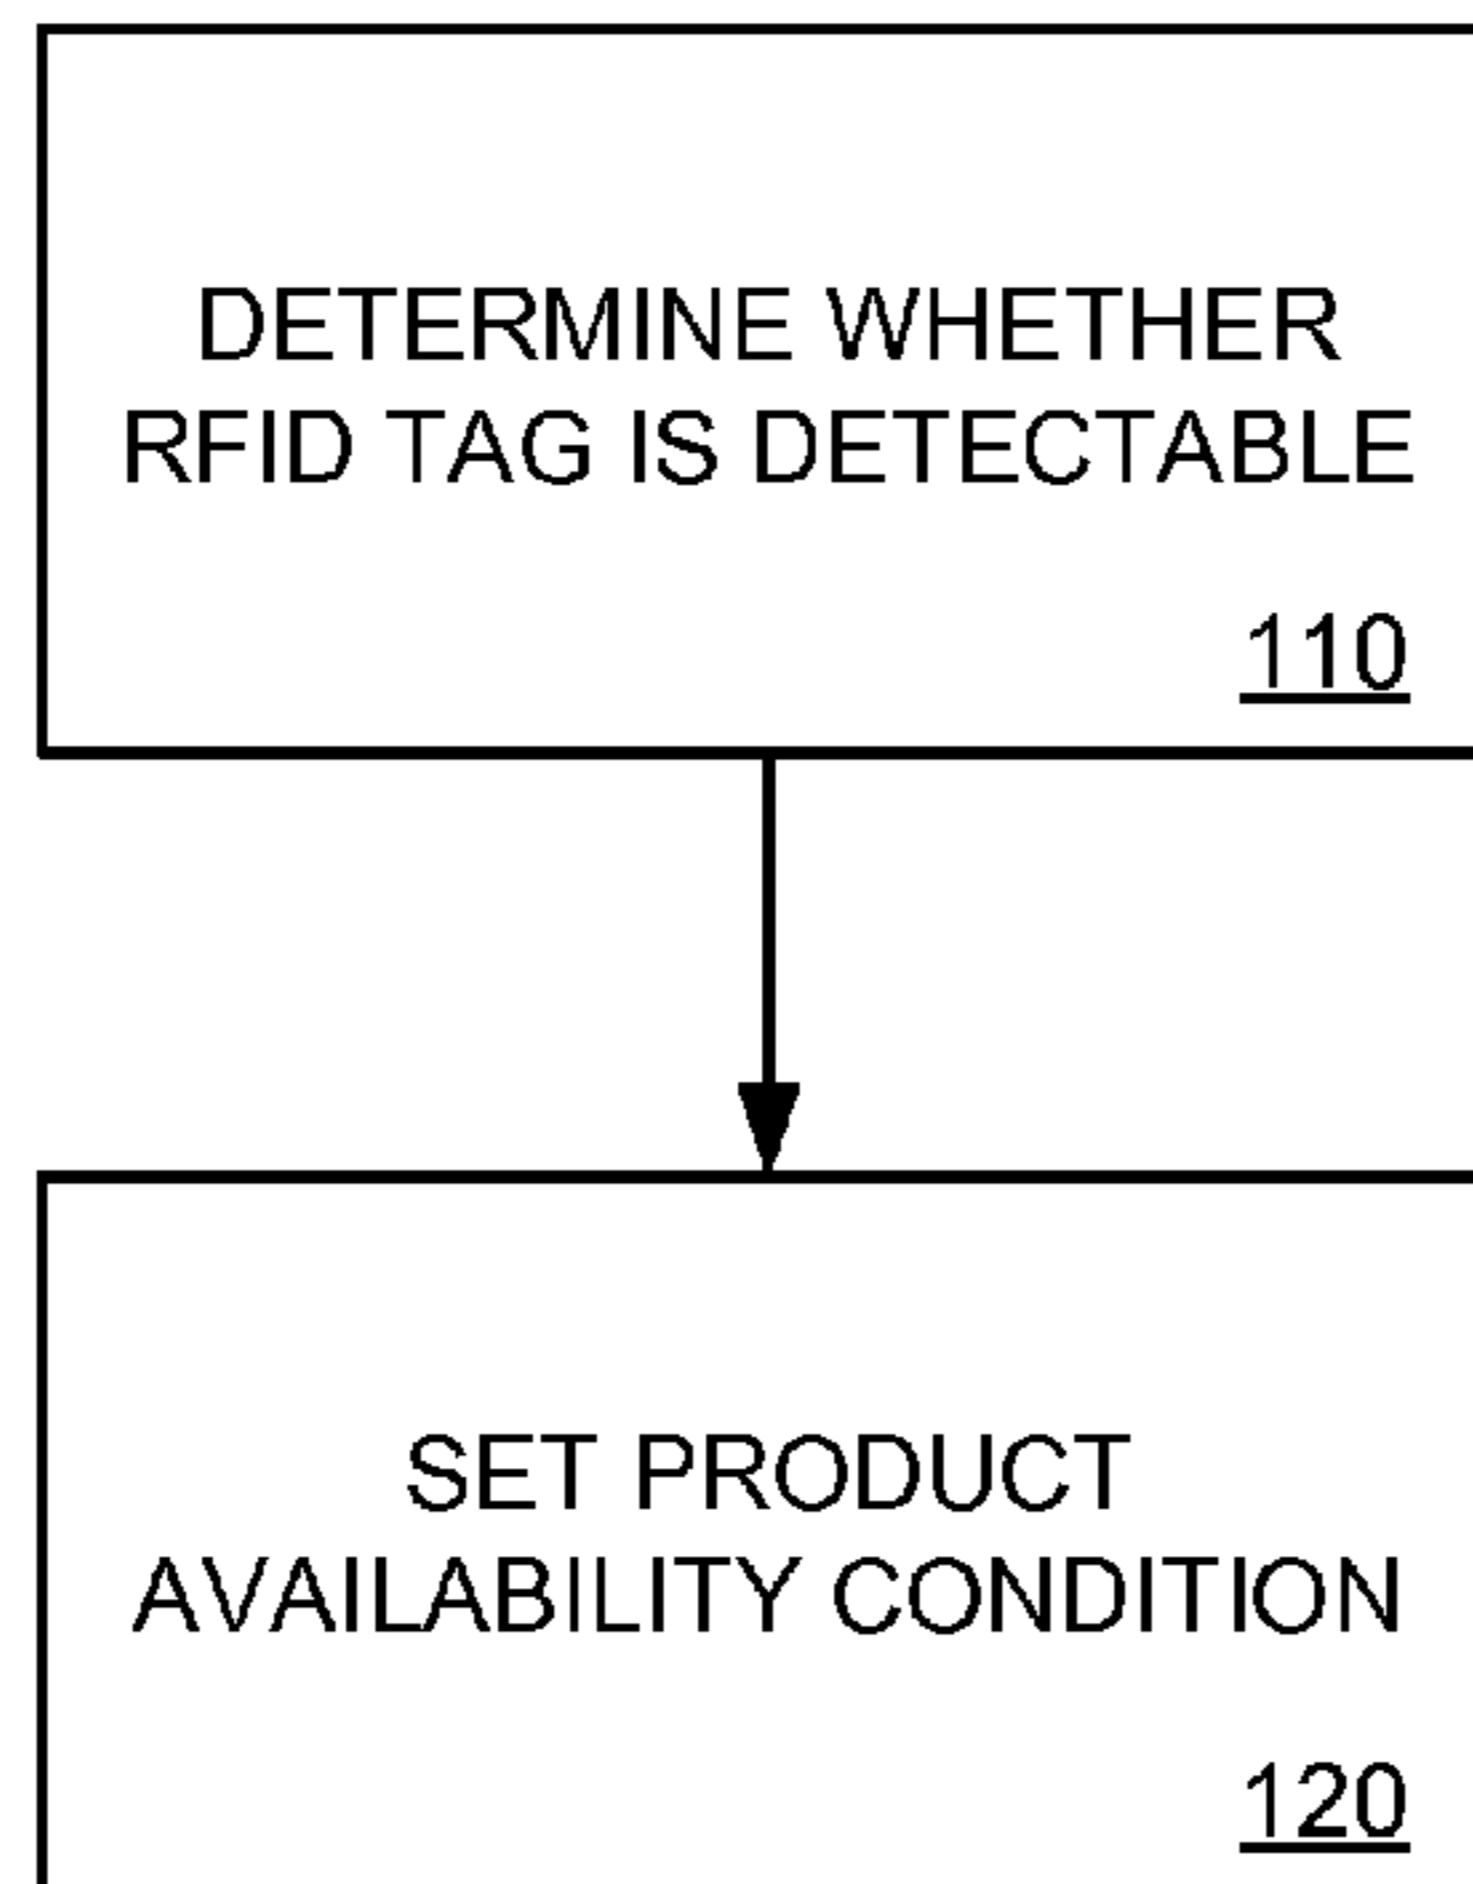 DETERMINE WHETHER
RFID TAG IS DETECTABLE
110
SET PRODUCT
AVAILABILITY CONDITION
120